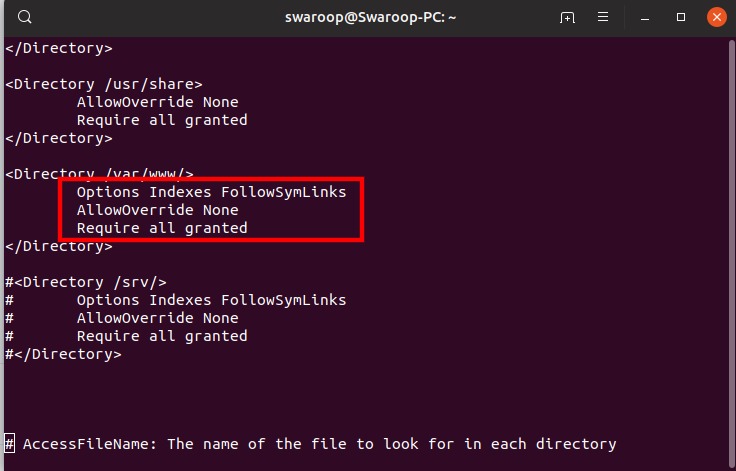 swaroop@Swaroop-PC: ~
</Directory>
<Directory /usr/share>
        AllowOverride None
        Require all granted
</Directory>
<Directory /var/www/>
        Options Indexes FollowSymLinks
        AllowOverride None
        Require all granted
</Directory>
#<Directory /srv/>
#       Options Indexes FollowSymLinks
#       AllowOverride None
#       Require all granted
#</Directory>
# AccessFileName: The name of the file to look for in each directory